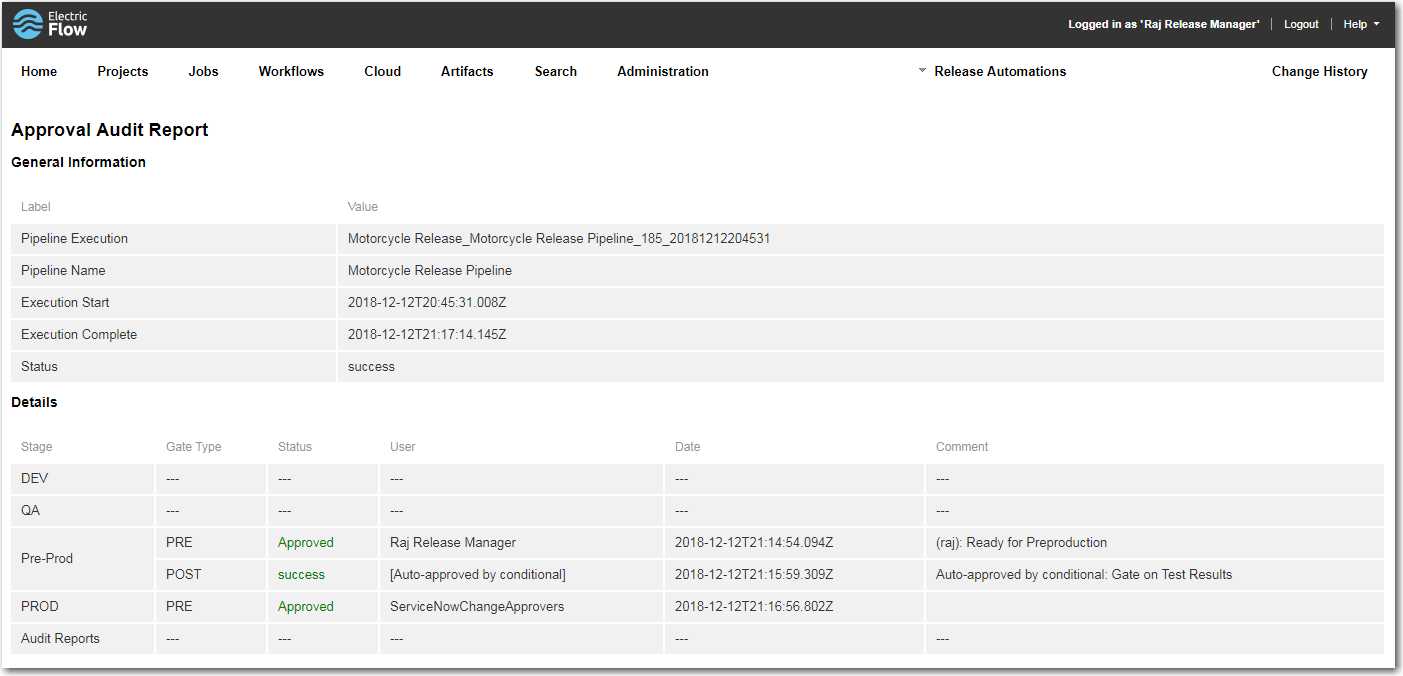 Electric
Flow
Logged in as 'Raj Release Manager' | Logout | Help
Home Projects Jobs Workflows Cloud Artifacts Search Administration Release Automations Change History
Approval Audit Report
General Information
Label Value
Pipeline Execution Motorcycle Release_Motorcycle Release Pipeline_185_20181212204531
Pipeline Name Motorcycle Release Pipeline
Execution Start 2018-12-12T20:45:31.008Z
Execution Complete 2018-12-12T21:17:14.145Z
Status success
Details
Stage Gate Type Status User Date Comment
DEV --- --- --- --- ---
QA --- --- --- --- ---
Pre-Prod PRE Approved Raj Release Manager 2018-12-12T21:14:54.094Z (raj): Ready for Preproduction
POST success [Auto-approved by conditional] 2018-12-12T21:15:59.309Z Auto-approved by conditional: Gate on Test Results
PROD PRE Approved ServiceNowChangeApprovers 2018-12-12T21:16:56.802Z
Audit Reports --- --- --- --- ---